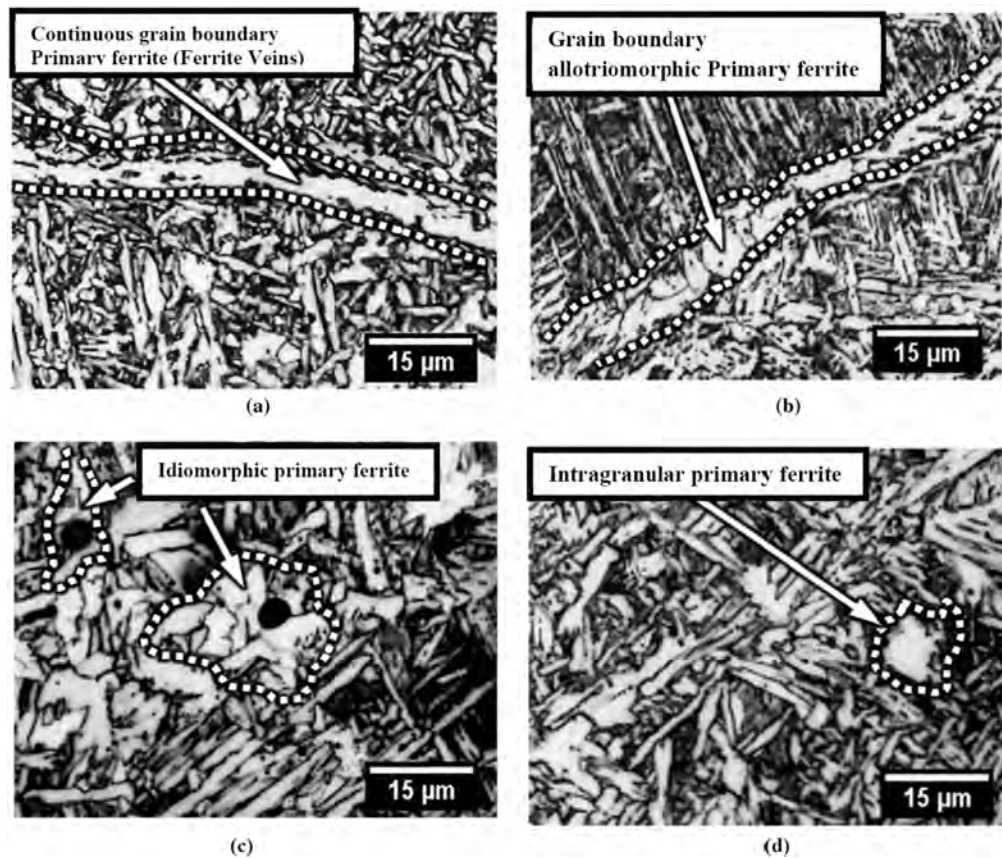 Continuous grain boundary
Primary ferrite (Ferrite Veins)
Grain boundary
allotriomorphic Primary ferrite
15 µm
15 µm
(a)
(b)
Idiomorphic primary ferrite
Intragranular primary ferrite
15 µm
15 µm
(c)
(d)